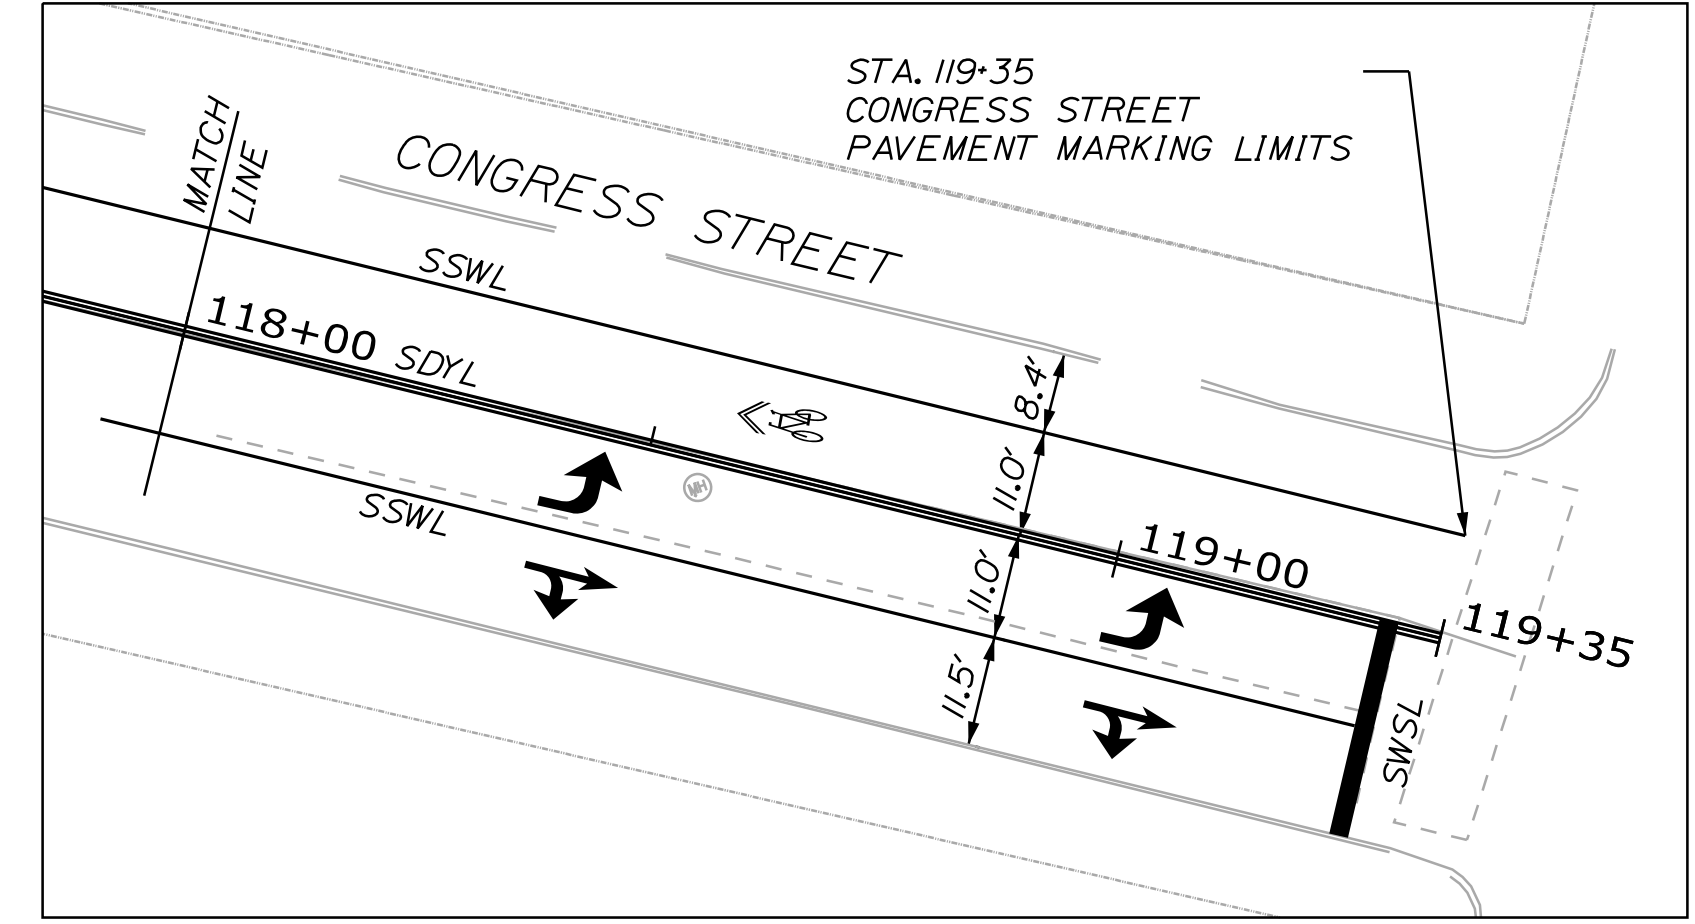 STA. 119+35
CONGRESS STREET
PAVEMENT MARKING LIMITS
MATCH
LINE
CONGRESS STREET
SSWL
118+00
SDYL
8.4'
11.0'
MH
SSWL
11.0'
119+00
119+35
11.5'
SWSL